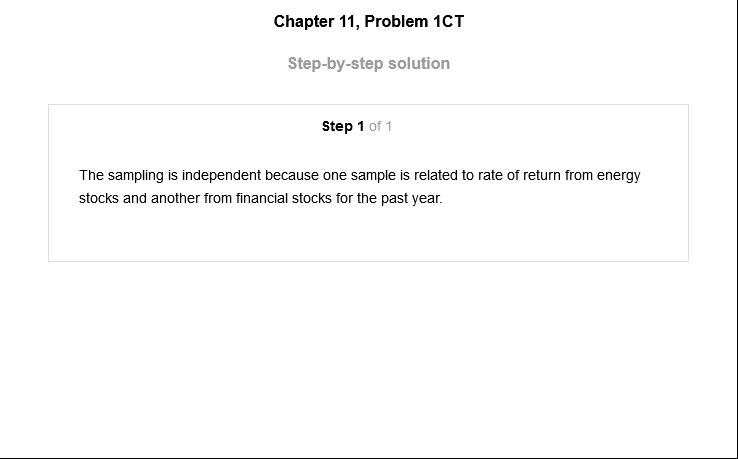 Chapter 11, Problem 1CT
Step-by-step solution
Step 1 of 1
The sampling is independent because one sample is related to rate of return from energy
stocks and another from financial stocks for the past year.